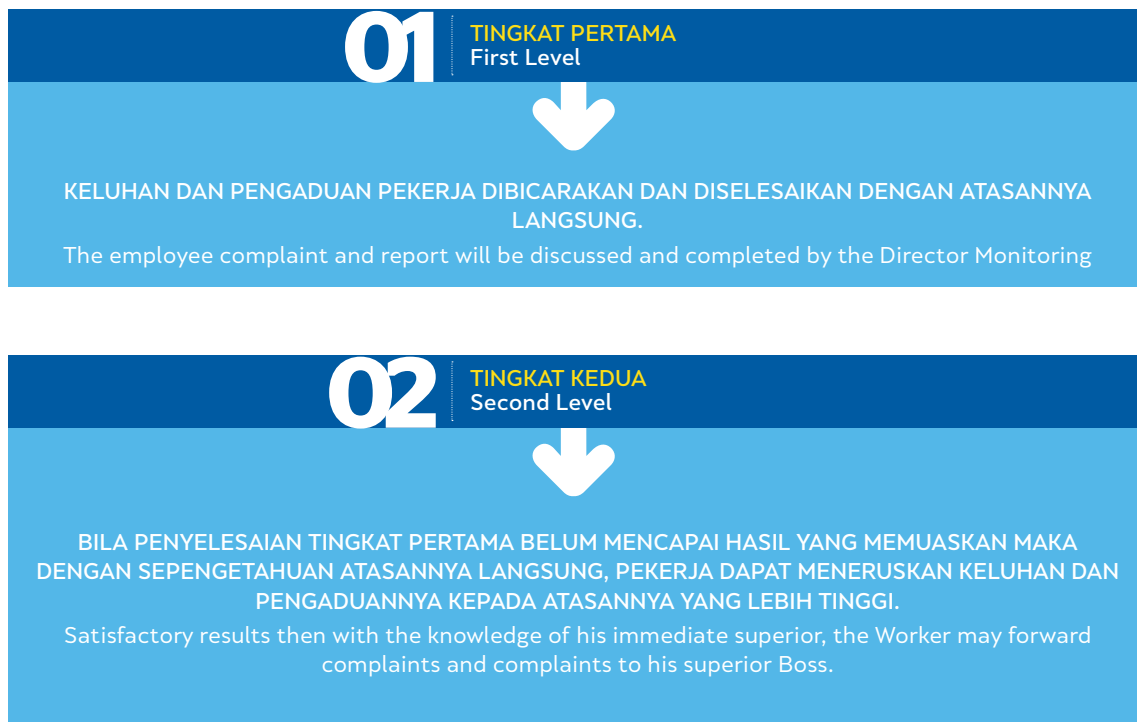 01
TINGKAT PERTAMA
First Level
KELUHAN DAN PENGADUAN PEKERJA DIBICARAKAN DAN DISELESAIKAN DENGAN ATASANNYA
LANGSUNG.
The employee complaint and report will be discussed and completed by the Director Monitoring
02
TINGKAT KEDUA
Second Level
BILA PENYELESAIAN TINGKAT PERTAMA BELUM MENCAPAI HASIL YANG MEMUASKAN MAKA
DENGAN SEPENGETAHUAN ATASANNYA LANGSUNG, PEKERJA DAPAT MENERUSKAN KELUHAN DAN
PENGADUANNYA KEPADA ATASANNYA YANG LEBIH TINGGI.
Satisfactory results then with the knowledge of his immediate superior, the Worker may forward
complaints and complaints to his superior Boss.